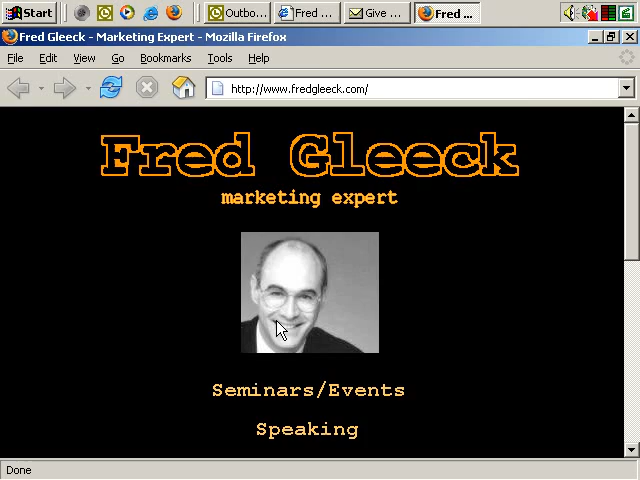 Start Outbo... Fred ... Give ... Fred ...
Fred Gleeck - Marketing Expert - Mozilla Firefox
File Edit View Go Bookmarks Tools Help
http://www.fredgleeck.com/
Fred Gleeck
marketing expert
Seminars/Events
Speaking
Done